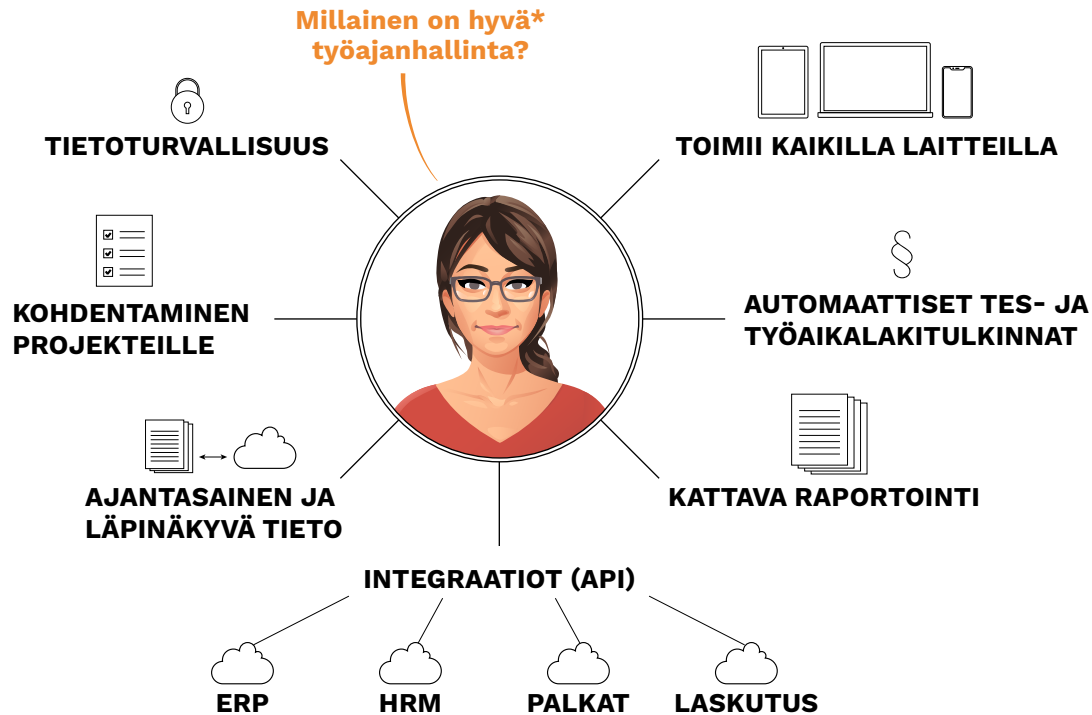 Millainen on hyvä*
työajanhallinta?
TIETOTURVALLISUUS
TOIMII KAIKILLA LAITTEILLA
KOHDENTAMINEN
PROJEKTEILLE
AUTOMAATTISET TES- JA
TYÖAIKALAKITULKINNAT
AJANTASAINEN JA
LÄPINÄKYVÄ TIETO
KATTAVA RAPORTOINTI
INTEGRAATIOT (API)
ERP
HRM
PALKAT
LASKUTUS